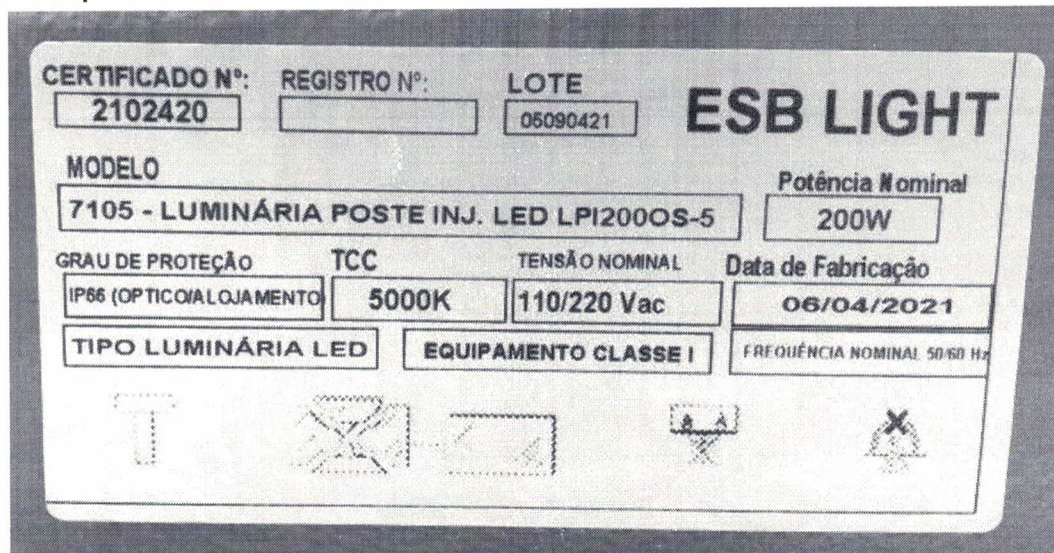 CERTIFICADO Nº: REGISTRO Nº: LOTE
2102420 05090421 ESB LIGHT
MODELO Potência Nominal
7105 - LUMINÁRIA POSTE INJ. LED LPI200OS-5 200W
GRAU DE PROTEÇÃO TCC TENSÃO NOMINAL Data de Fabricação
IP66 (OPTICO/ALOJAMENTO) 5000K 110/220 Vac 06/04/2021
TIPO LUMINÁRIA LED EQUIPAMENTO CLASSE I FREQUÊNCIA NOMINAL 50/60 Hz